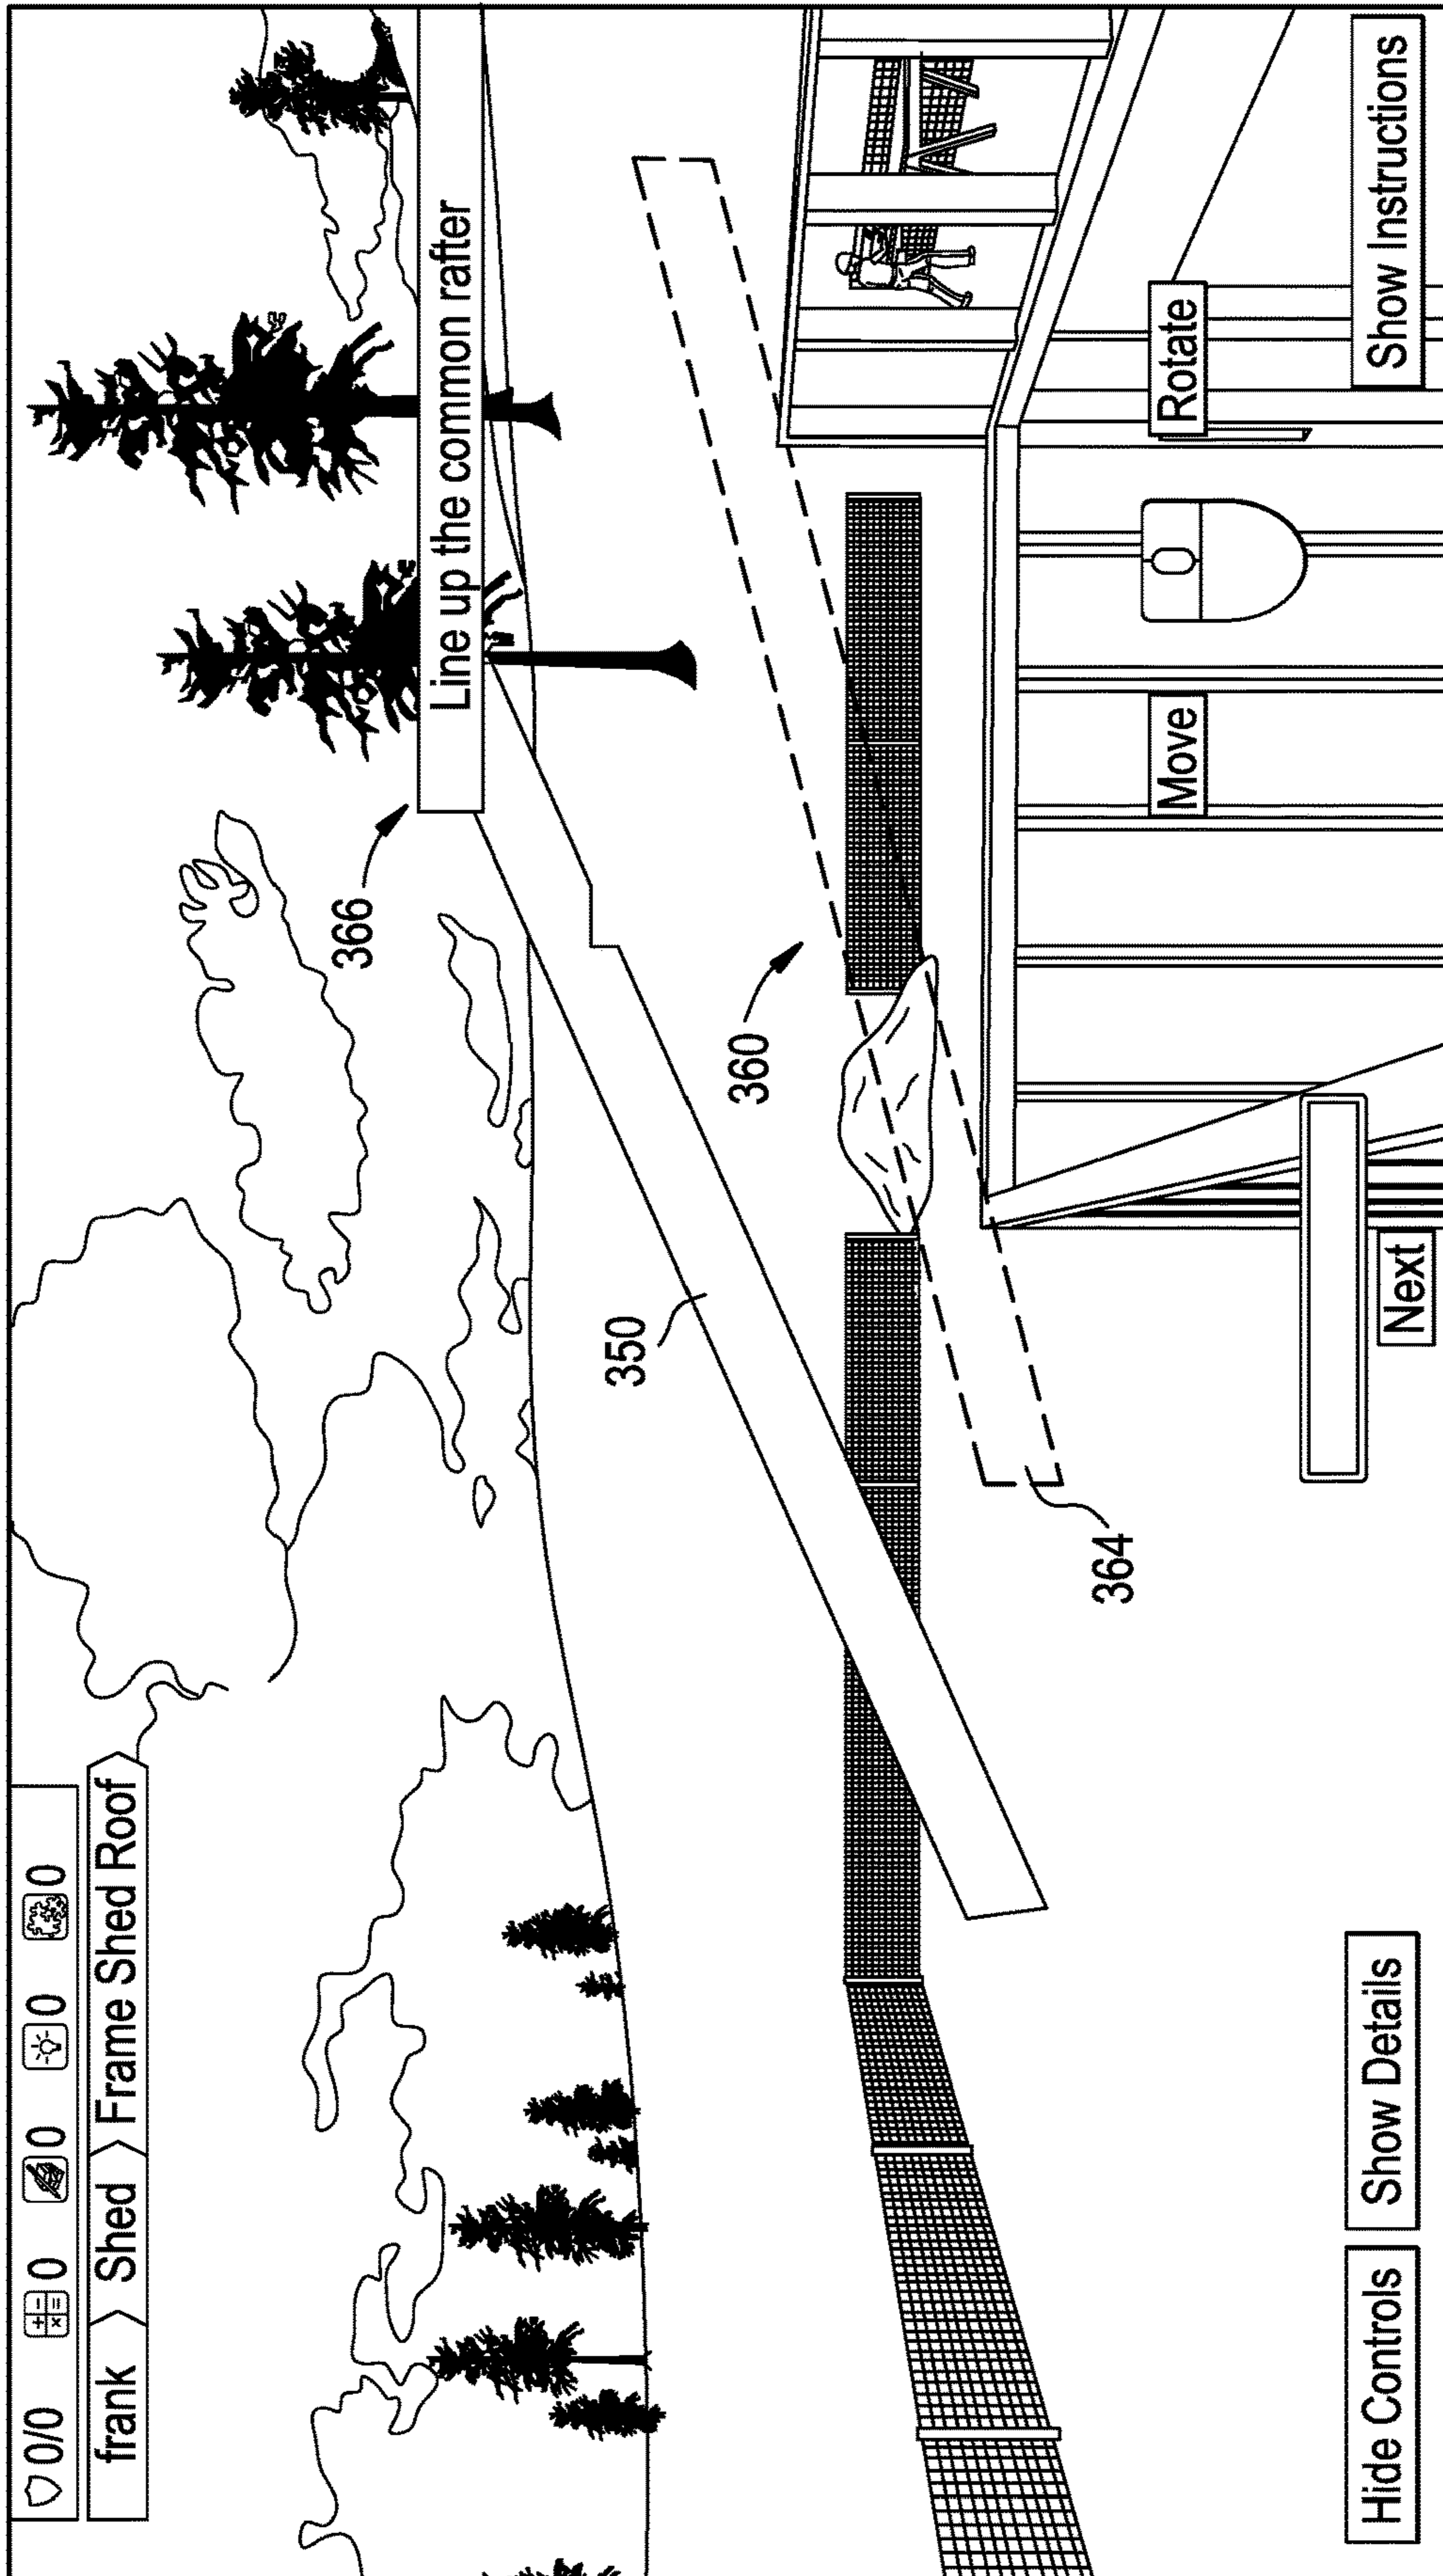 0/0 0 0 0 0
frank Shed Frame Shed Roof
Line up the common rafter
366
350
360
364
Move
Rotate
Next
Hide Controls
Show Details
Show Instructions